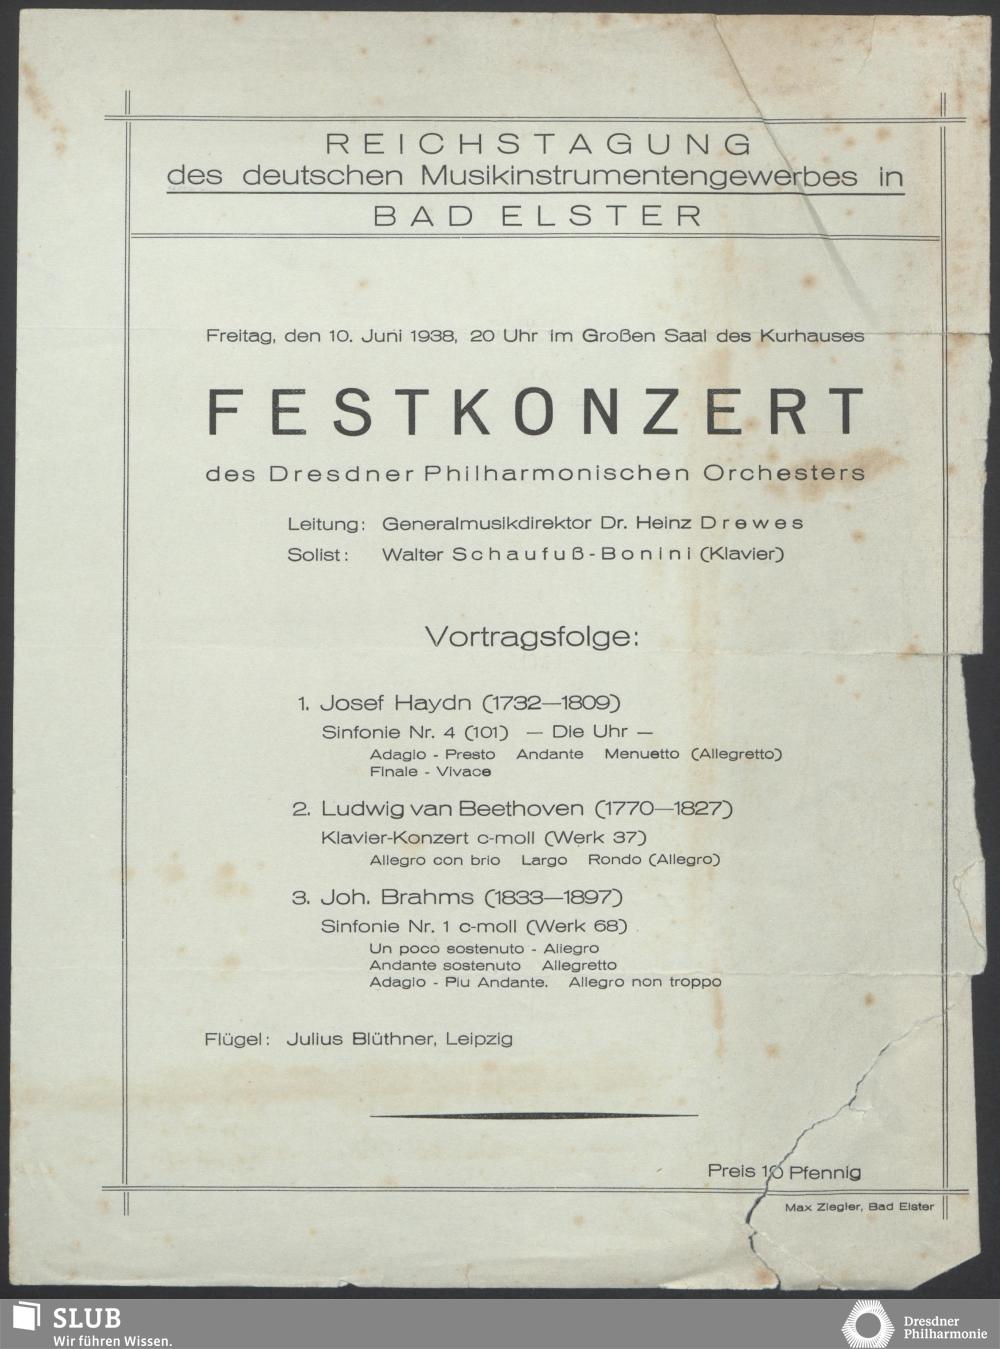 REICHSTAGUNG
des deutschen Musikinstrumentengewerbes in
BAD ELSTER
Freitag, den 10. Juni 1938, 20 Uhr im Großen Saal des Kurhauses
FESTKONZERT
des Dresdner Philharmonischen Orchesters
Leitung: Generalmusikdirektor Dr. Heinz Drewes
Solist: Walter Schaufuß-Bonini (Klavier)
Vortragsfolge:
1. Josef Haydn (1732—1809)
Sinfonie Nr. 4 (101) — Die Uhr —
Adagio - Presto Andante Menuetto (Allegretto)
Finale - Vivace
2. Ludwig van Beethoven (1770—1827)
Klavier-Konzert c-moll (Werk 37)
Allegro con brio Largo Rondo (Allegro)
3. Joh. Brahms (1833—1897)
Sinfonie Nr. 1 c-moll (Werk 68)
Un poco sostenuto - Allegro
Andante sostenuto Allegretto
Adagio - Piu Andante. Allegro non troppo
Flügel: Julius Blüthner, Leipzig
Preis 10 Pfennig
Max Ziegler, Bad Elster
SLUB
Wir führen Wissen.
Dresdner
Philharmonie